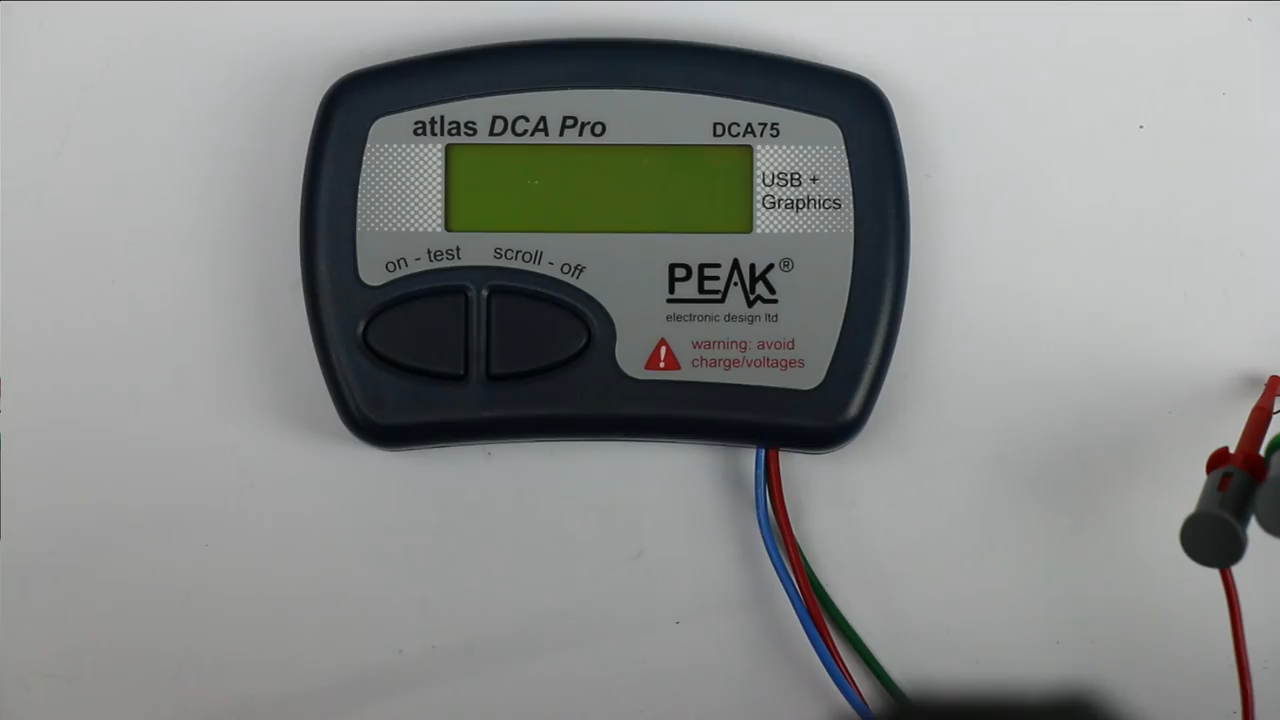 atlas DCA Pro
DCA75
USB +
Graphics
on - test
scroll - off
PEAK®
electronic design ltd
warning: avoid
charge/voltages